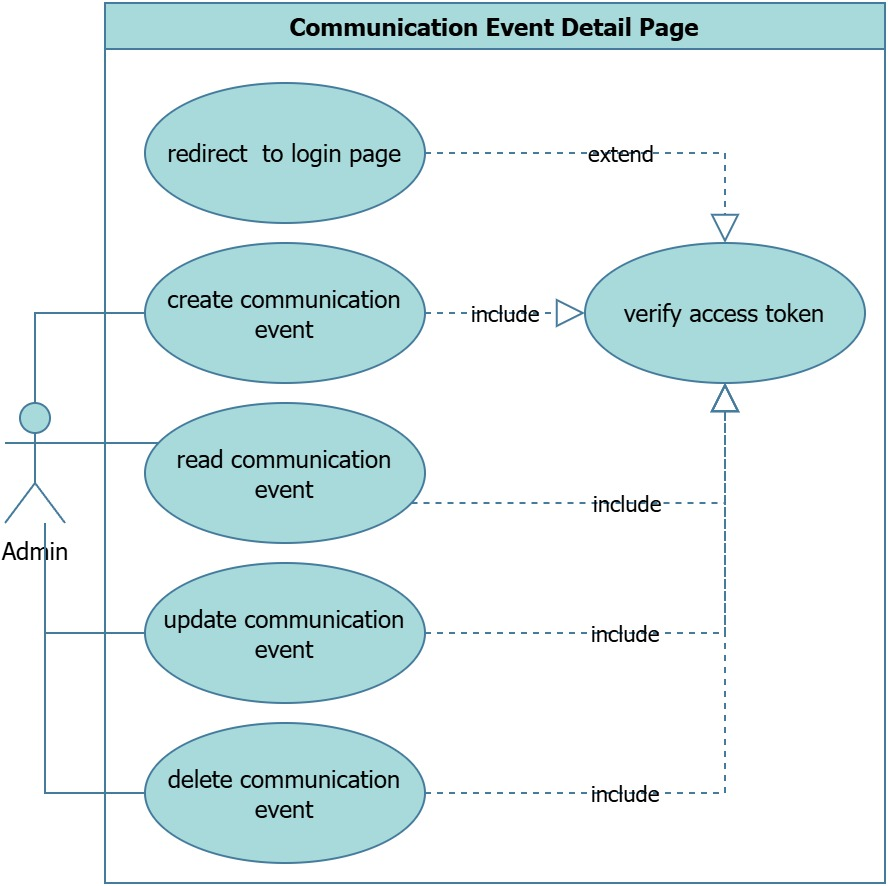 Communication Event Detail Page
redirect  to login page
extend
create communication
event
include
verify access token
read communication
event
include
Admin
update communication
event
include
delete communication
event
include